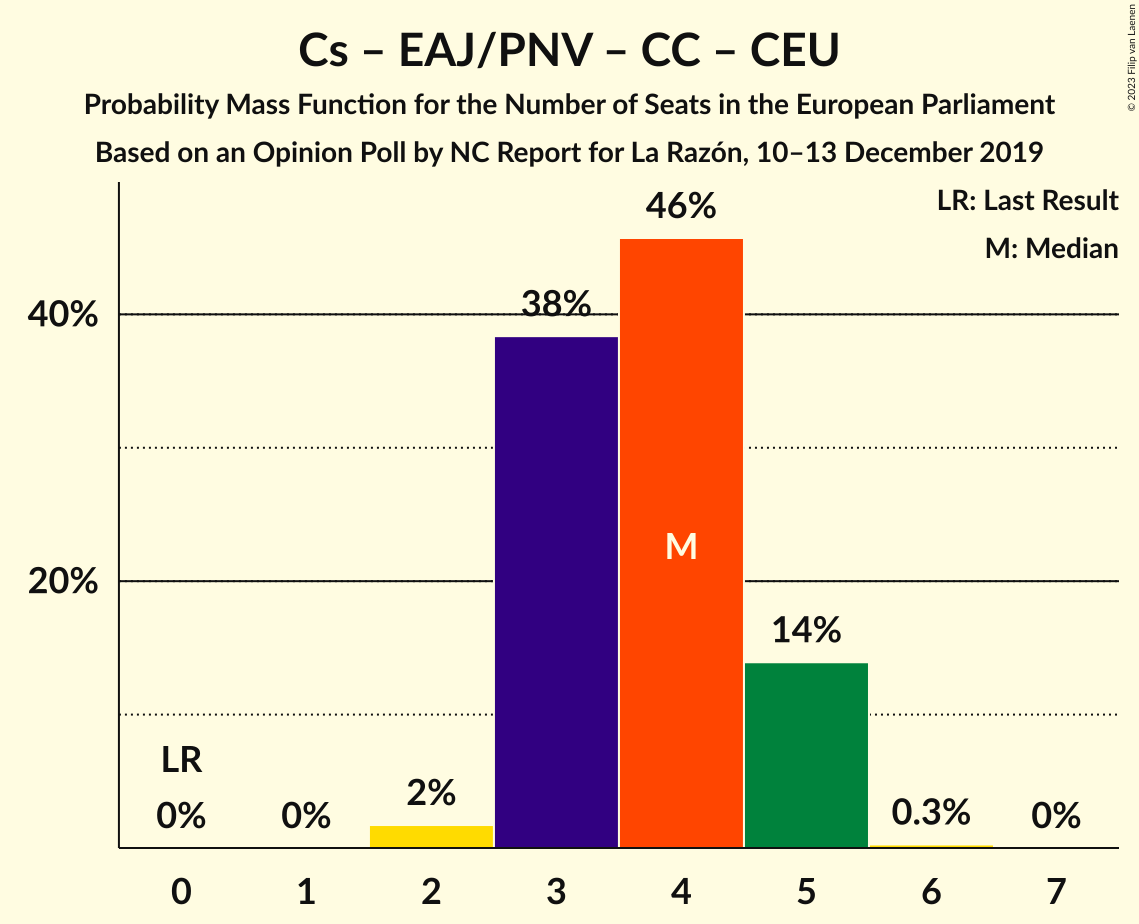 Cs – EAJ/PNV – CC – CEU
Probability Mass Function for the Number of Seats in the European Parliament
Based on an Opinion Poll by NC Report for La Razón, 10–13 December 2019
© 2023 Filip van Laenen
LR: Last Result
M: Median
46%
38%
40%
M
20%
14%
LR
0%
0%
2%
0.3%
0%
0 1 2 3 4 5 6 7